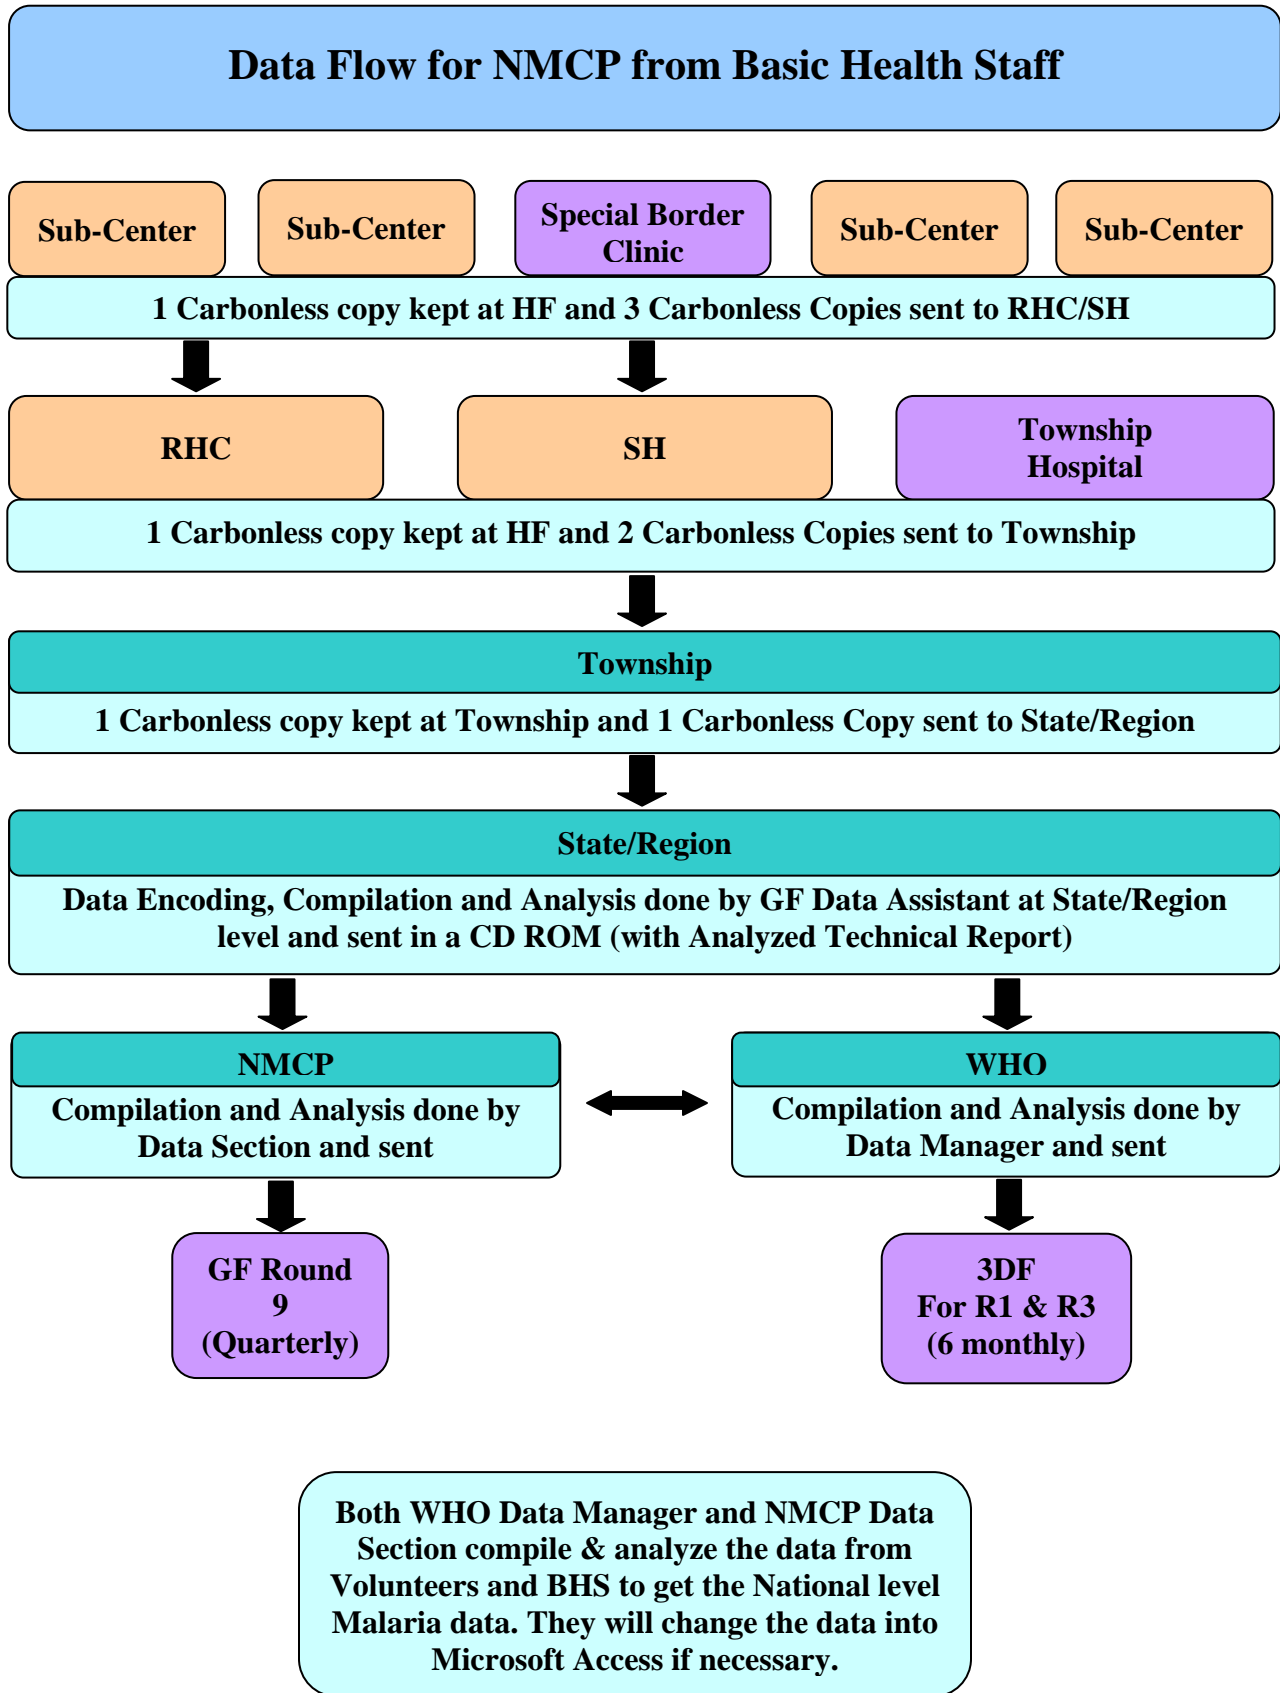 Data Flow for NMCP from Basic Health Staff
Sub-Center
Sub-Center
Special Border
Clinic
Sub-Center
Sub-Center
1 Carbonless copy kept at HF and 3 Carbonless Copies sent to RHC/SH
RHC
SH
Township
Hospital
1 Carbonless copy kept at HF and 2 Carbonless Copies sent to Township
Township
1 Carbonless copy kept at Township and 1 Carbonless Copy sent to State/Region
State/Region
Data Encoding, Compilation and Analysis done by GF Data Assistant at State/Region
level and sent in a CD ROM (with Analyzed Technical Report)
NMCP
Compilation and Analysis done by
Data Section and sent
WHO
Compilation and Analysis done by
Data Manager and sent
GF Round
9
(Quarterly)
3DF
For R1 & R3
(6 monthly)
Both WHO Data Manager and NMCP Data
Section compile & analyze the data from
Volunteers and BHS to get the National level
Malaria data. They will change the data into
Microsoft Access if necessary.